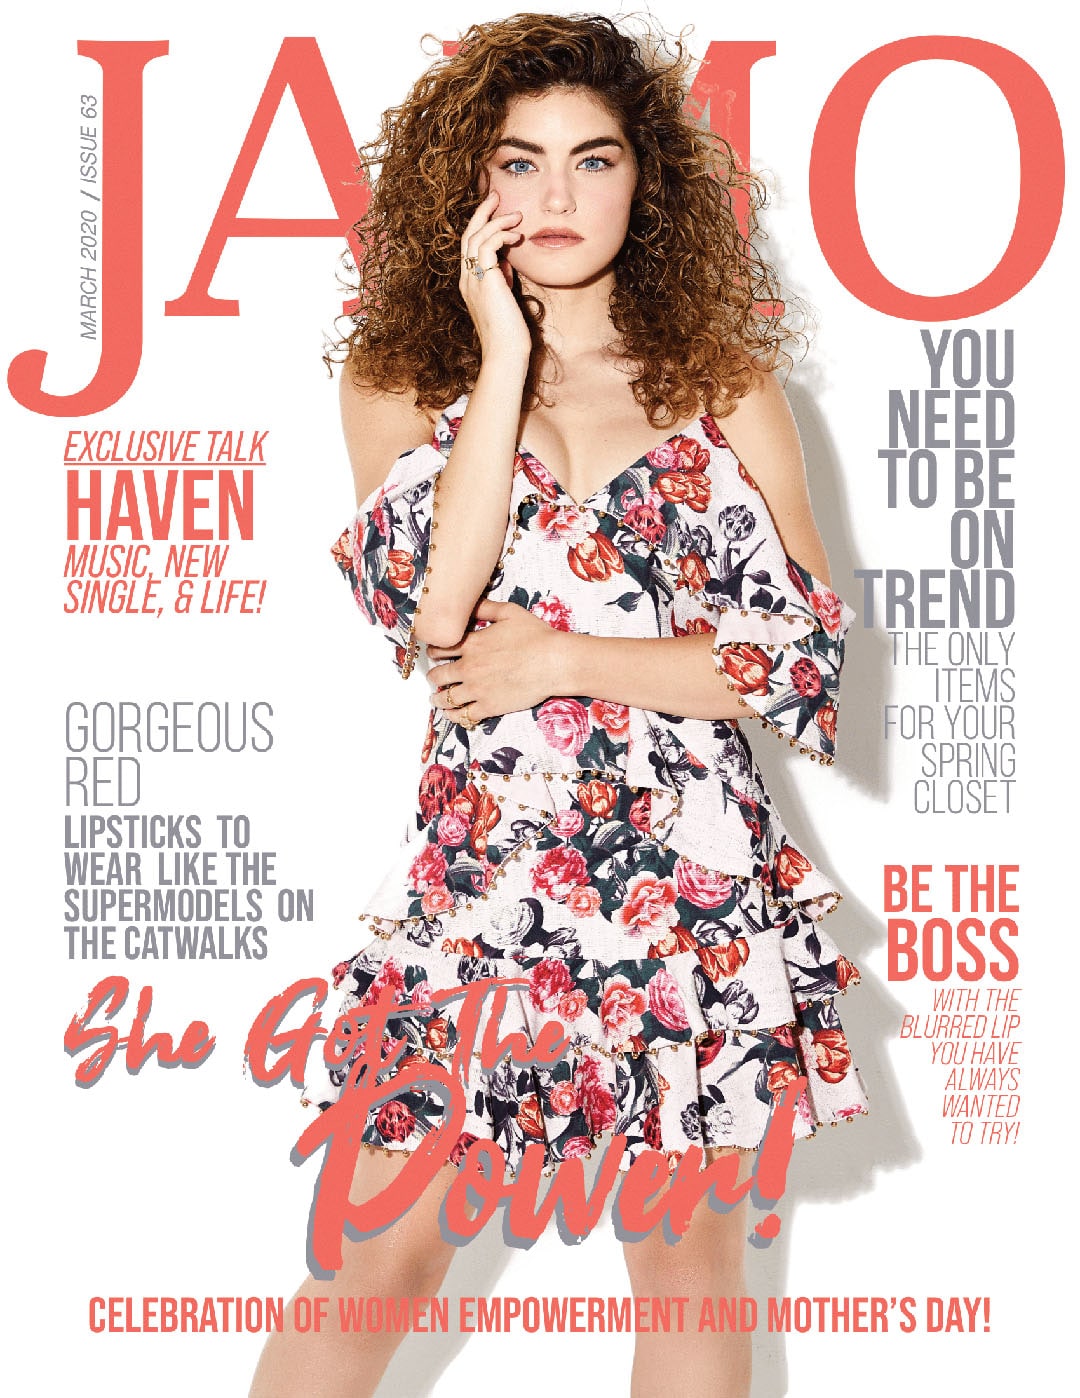 JAMO
MARCH 2020 / ISSUE 63
EXCLUSIVE TALK
HAVEN
MUSIC, NEW
SINGLE, & LIFE!
GORGEOUS
RED
LIPSTICKS TO
WEAR LIKE THE
SUPERMODELS ON
THE CATWALKS
YOU
NEED
TO BE
ON
TREND
THE ONLY
ITEMS
FOR YOUR
SPRING
CLOSET
BE THE
BOSS
WITH THE
BLURRED LIP
YOU HAVE
ALWAYS
WANTED
TO TRY!
She Got The
Power!
CELEBRATION OF WOMEN EMPOWERMENT AND MOTHER'S DAY!